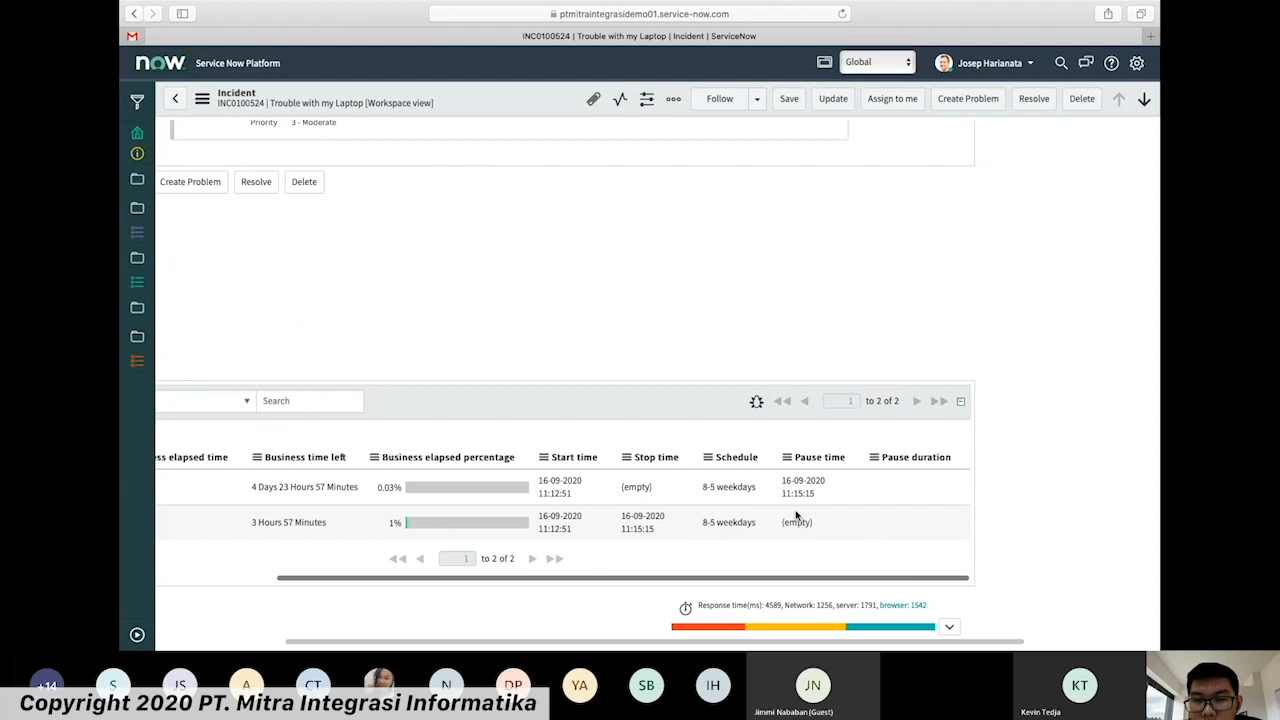 ptmitraintegrasidemo01.service-now.com
INC0100524 | Trouble with my Laptop | Incident | ServiceNow
now Service Now Platform
Global
Josep Harianata
Incident
INC0100524 | Trouble with my Laptop [Workspace view]
Follow Save Update Assign to me Create Problem Resolve Delete
Priority 3 - Moderate
Create Problem Resolve Delete
Search 1 to 2 of 2
ss elapsed time Business time left Business elapsed percentage Start time Stop time Schedule Pause time Pause duration
4 Days 23 Hours 57 Minutes 0.03% 16-09-2020 11:12:51 (empty) 8-5 weekdays 16-09-2020 11:15:15
3 Hours 57 Minutes 1% 16-09-2020 11:12:51 16-09-2020 11:15:15 8-5 weekdays (empty)
1 to 2 of 2
Response time(ms): 4589, Network: 1256, server: 1791, browser: 1542
+14 S JS A CT N DP YA SB IH JN KT
Jimmi Nababan (Guest) Kevin Tedja
Copyright 2020 PT. Mitra Integrasi Informatika